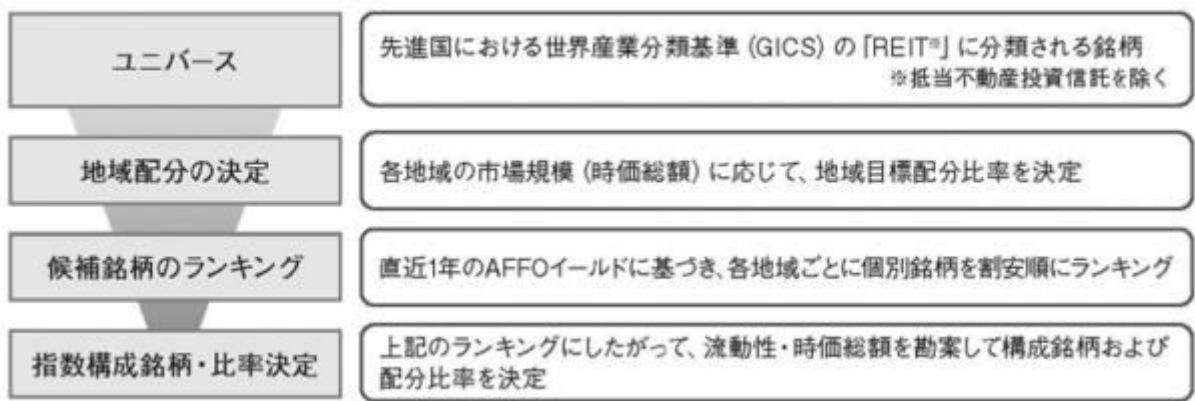 ユニバース
先進国における世界産業分類基準（GICS）の「REIT※」に分類される銘柄
※抵当不動産投資信託を除く
地域配分の決定
各地域の市場規模（時価総額）に応じて、地域目標配分比率を決定
候補銘柄のランキング
直近1年のAFFOイールドに基づき、各地域ごとに個別銘柄を割安順にランキング
指数構成銘柄・比率決定
上記のランキングにしたがって、流動性・時価総額を勘案して構成銘柄および
配分比率を決定